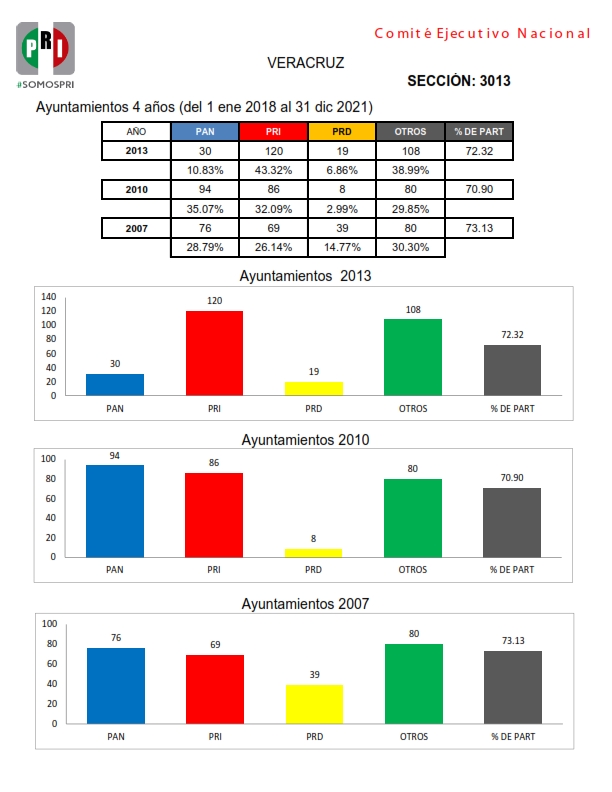 Comité Ejecutivo Nacional
PRI
#SOMOSPRI
VERACRUZ
SECCIÓN: 3013
Ayuntamientos 4 años (del 1 ene 2018 al 31 dic 2021)
AÑO PAN PRI PRD OTROS % DE PART
2013 30 120 19 108 72.32
10.83% 43.32% 6.86% 38.99%
2010 94 86 8 80 70.90
35.07% 32.09% 2.99% 29.85%
2007 76 69 39 80 73.13
28.79% 26.14% 14.77% 30.30%
Ayuntamientos 2013
140
120
100
80
60
40
20
0
30 120 19 108 72.32
PAN PRI PRD OTROS % DE PART
Ayuntamientos 2010
100
80
60
40
20
0
94 86 8 80 70.90
PAN PRI PRD OTROS % DE PART
Ayuntamientos 2007
100
80
60
40
20
0
76 69 39 80 73.13
PAN PRI PRD OTROS % DE PART